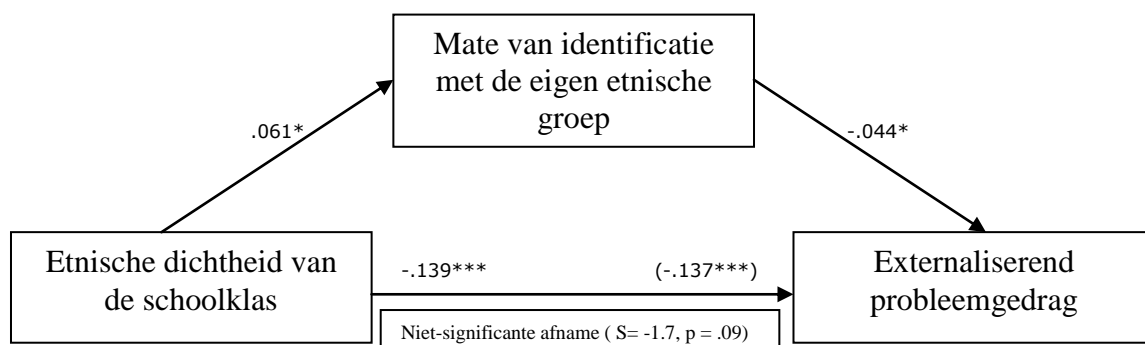 Mate van identificatie
met de eigen etnische
groep
.061*
-.044*
Etnische dichtheid van
de schoolklas
-.139***
(-.137***)
Externaliserend
probleemgedrag
Niet-significante afname ( S= -1.7, p = .09)